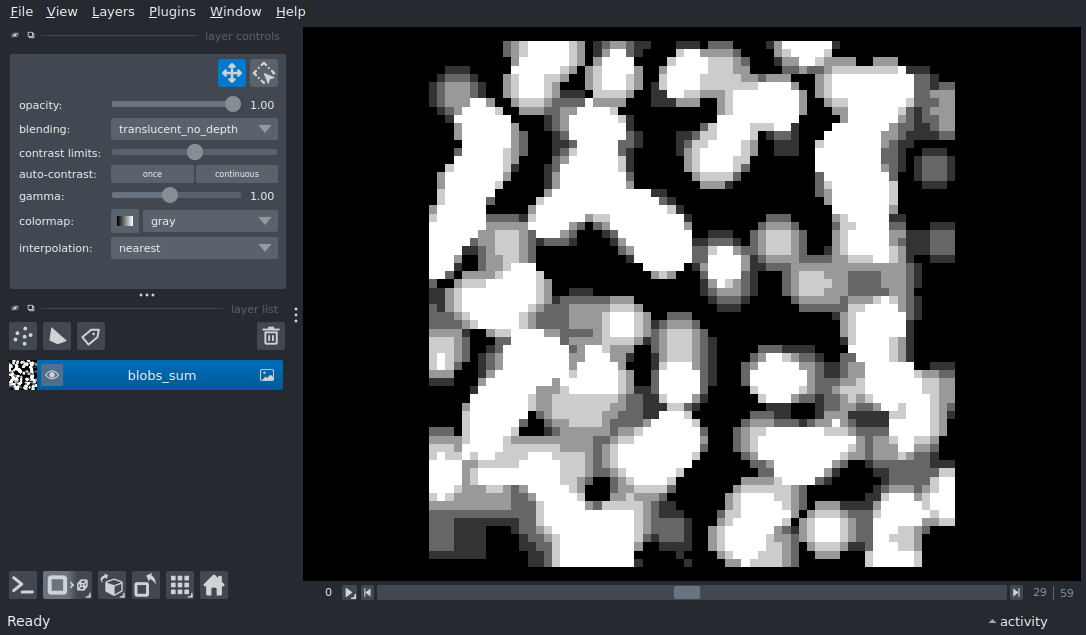 File View Layers Plugins Window Help
layer controls
opacity: 1.00
blending: translucent_no_depth
contrast limits:
auto-contrast: once continuous
gamma: 1.00
colormap: gray
interpolation: nearest
layer list
blobs_sum
0 29 59
Ready activity